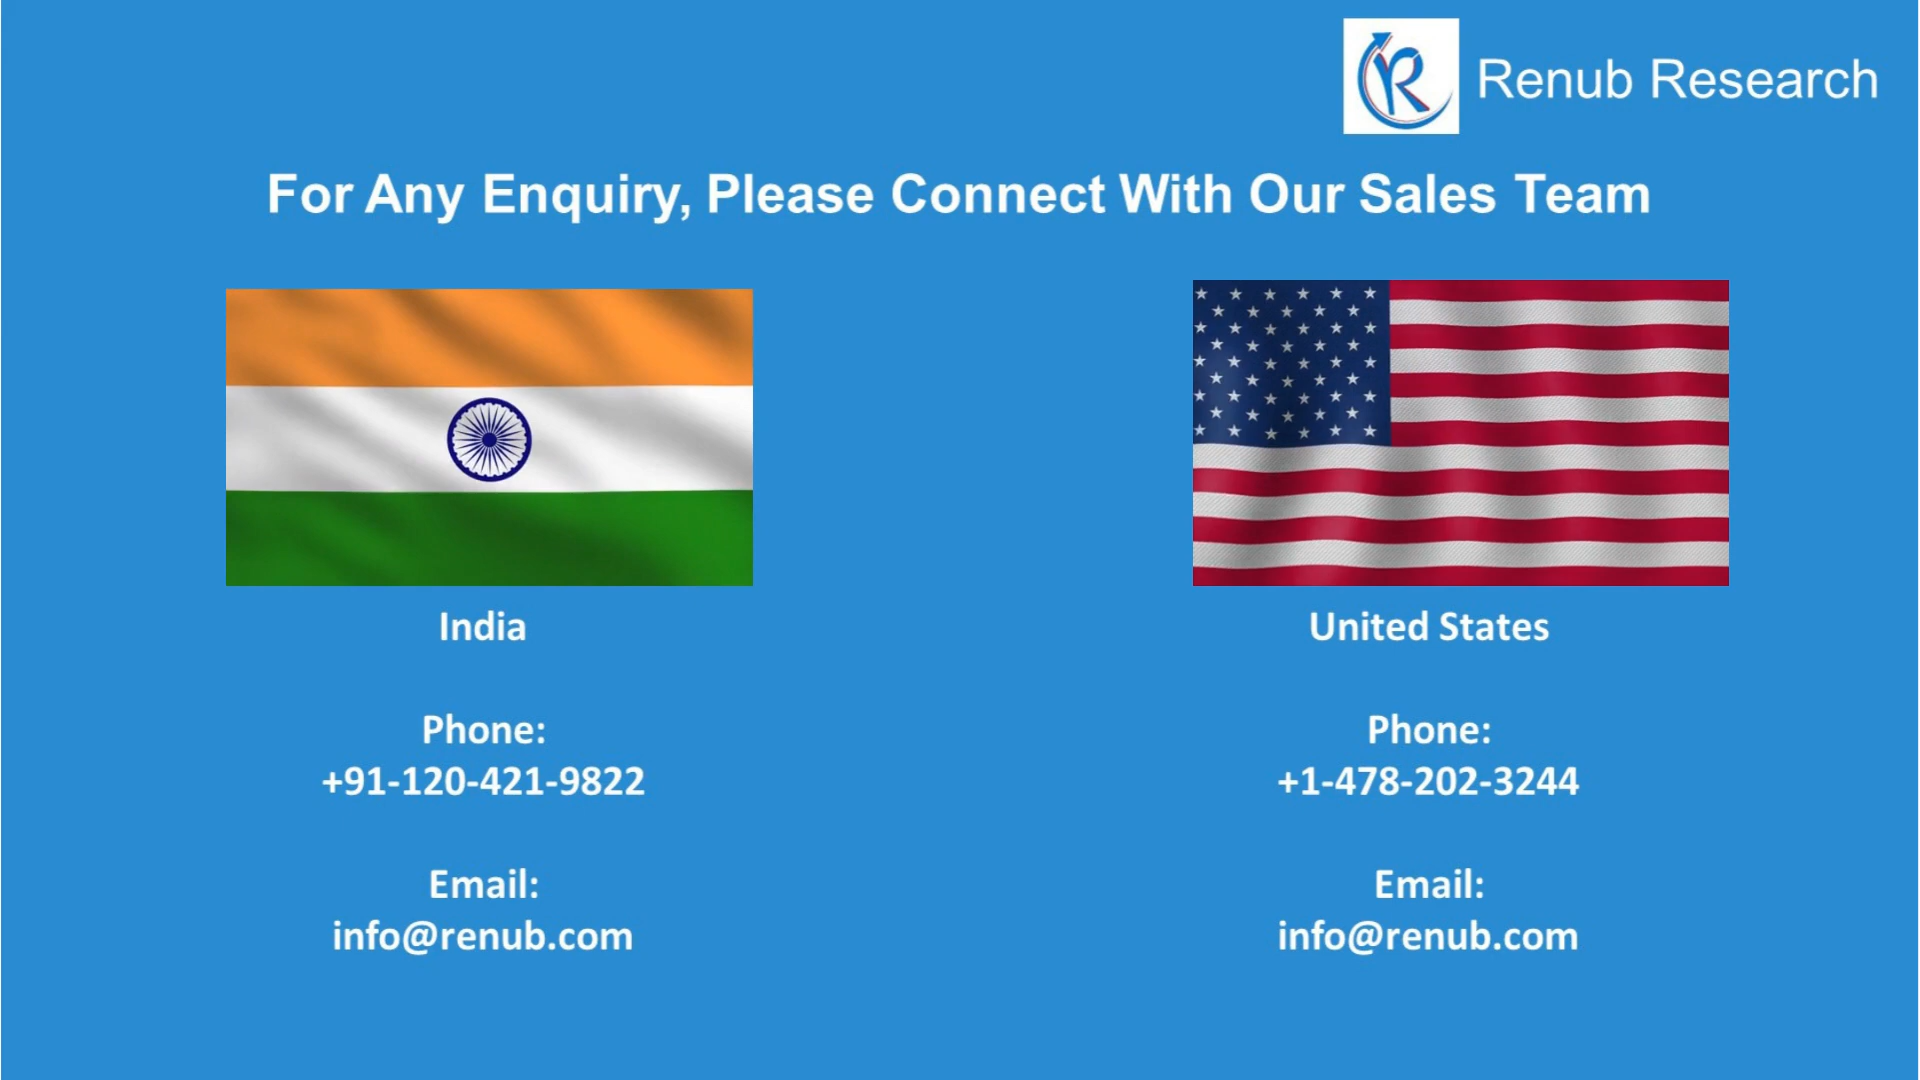 Renub Research
For Any Enquiry, Please Connect With Our Sales Team
India
Phone:
+91-120-421-9822
Email:
info@renub.com
United States
Phone:
+1-478-202-3244
Email:
info@renub.com